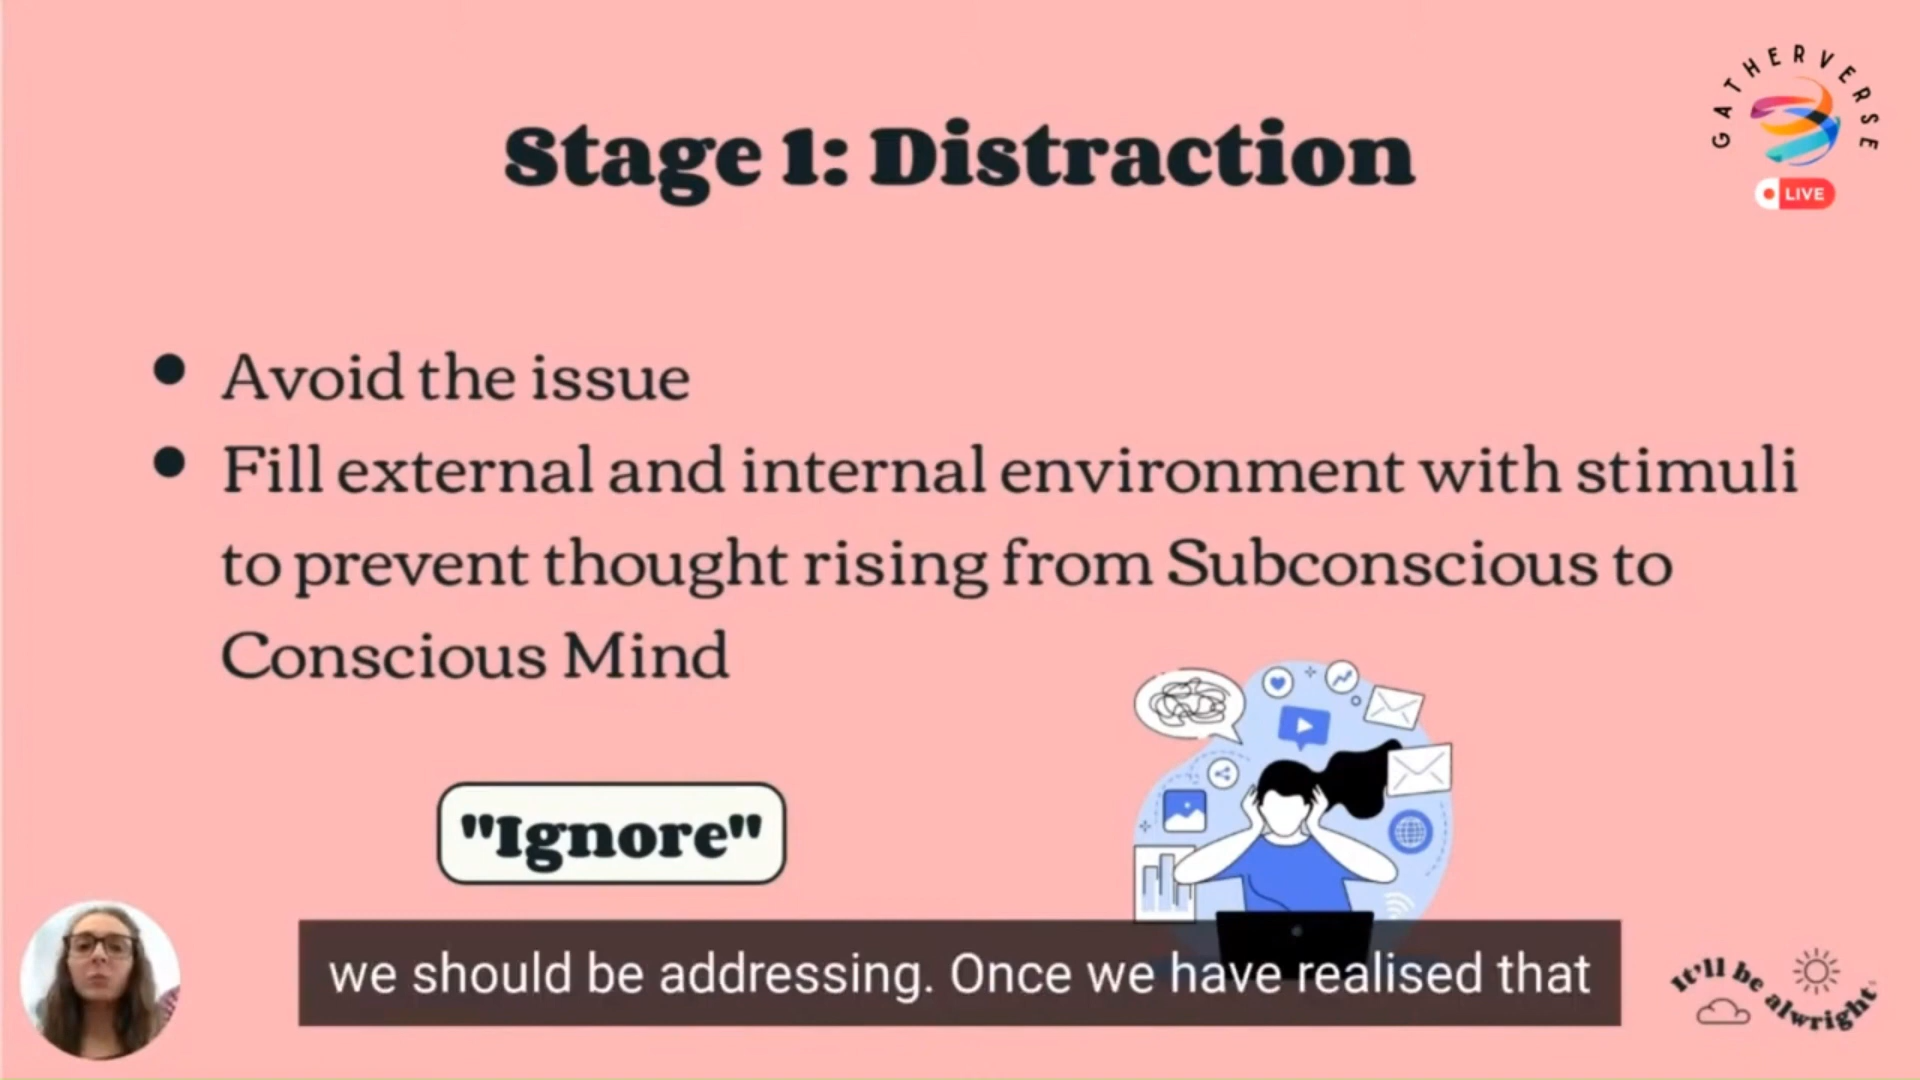 GATHERVERSE
LIVE
Stage 1: Distraction
Avoid the issue
Fill external and internal environment with stimuli
to prevent thought rising from Subconscious to
Conscious Mind
"Ignore"
we should be addressing. Once we have realised that
It'll be alwright